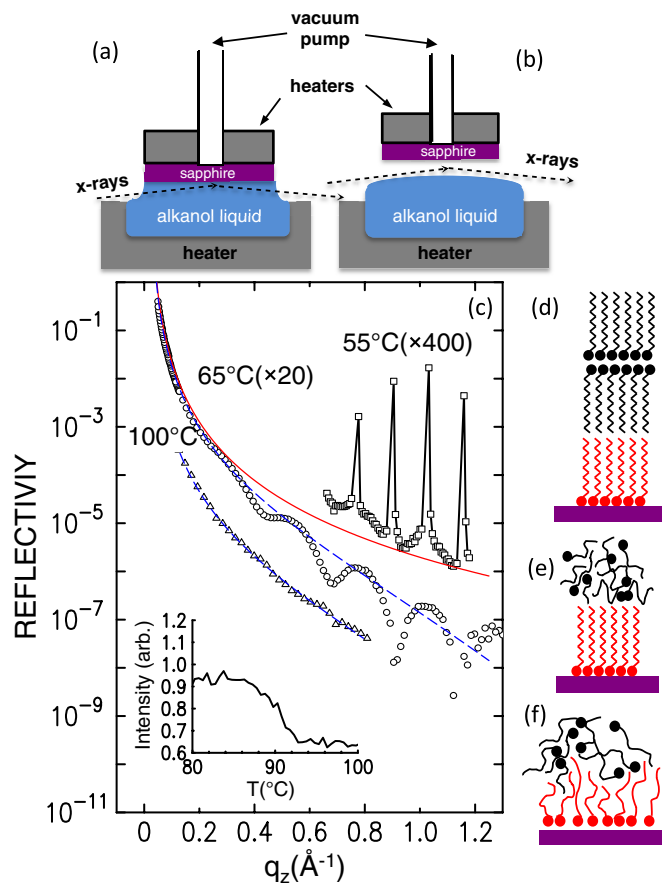 (a)
vacuum
pump
(b)
heaters
sapphire
sapphire
x-rays
x-rays
alkanol liquid
alkanol liquid
heater
heater
(c)
(d)
10⁻¹
55°C(×400)
65°C(×20)
10⁻³
100°C
10⁻⁵
(e)
REFLECTIVIY
10⁻⁷
Intensity (arb.)
1.2
1.1
1.0
0.9
0.8
0.7
0.6
80 90 100
T(°C)
10⁻⁹
(f)
10⁻¹¹
0 0.2 0.4 0.6 0.8 1.0 1.2
q_z(Å⁻¹)